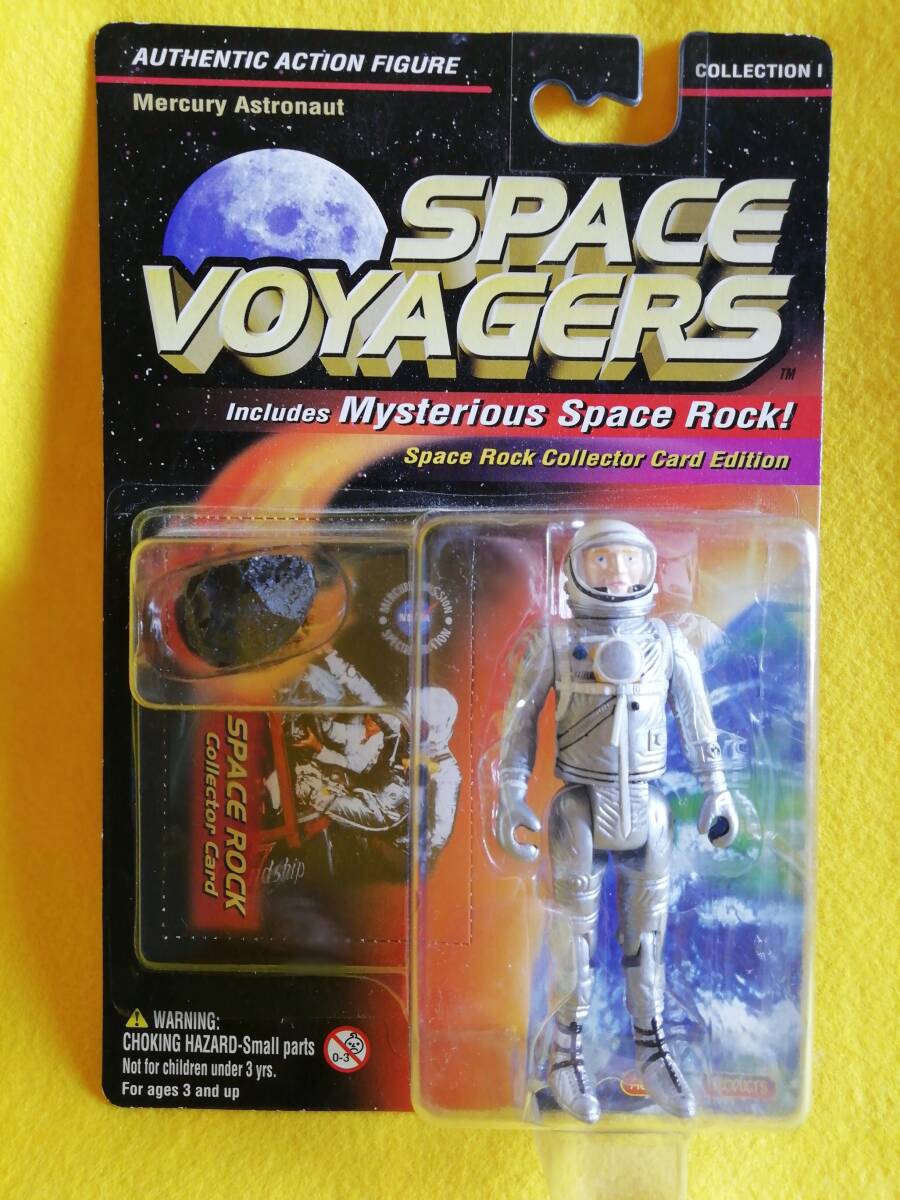 AUTHENTIC ACTION FIGURE
COLLECTION I
Mercury Astronaut
SPACE
VOYAGERS
TM
Includes Mysterious Space Rock!
Space Rock Collector Card Edition
NASA
SPACE ROCK
Collector Card
dship
WARNING:
CHOKING HAZARD-Small parts
Not for children under 3 yrs.
For ages 3 and up
0-3